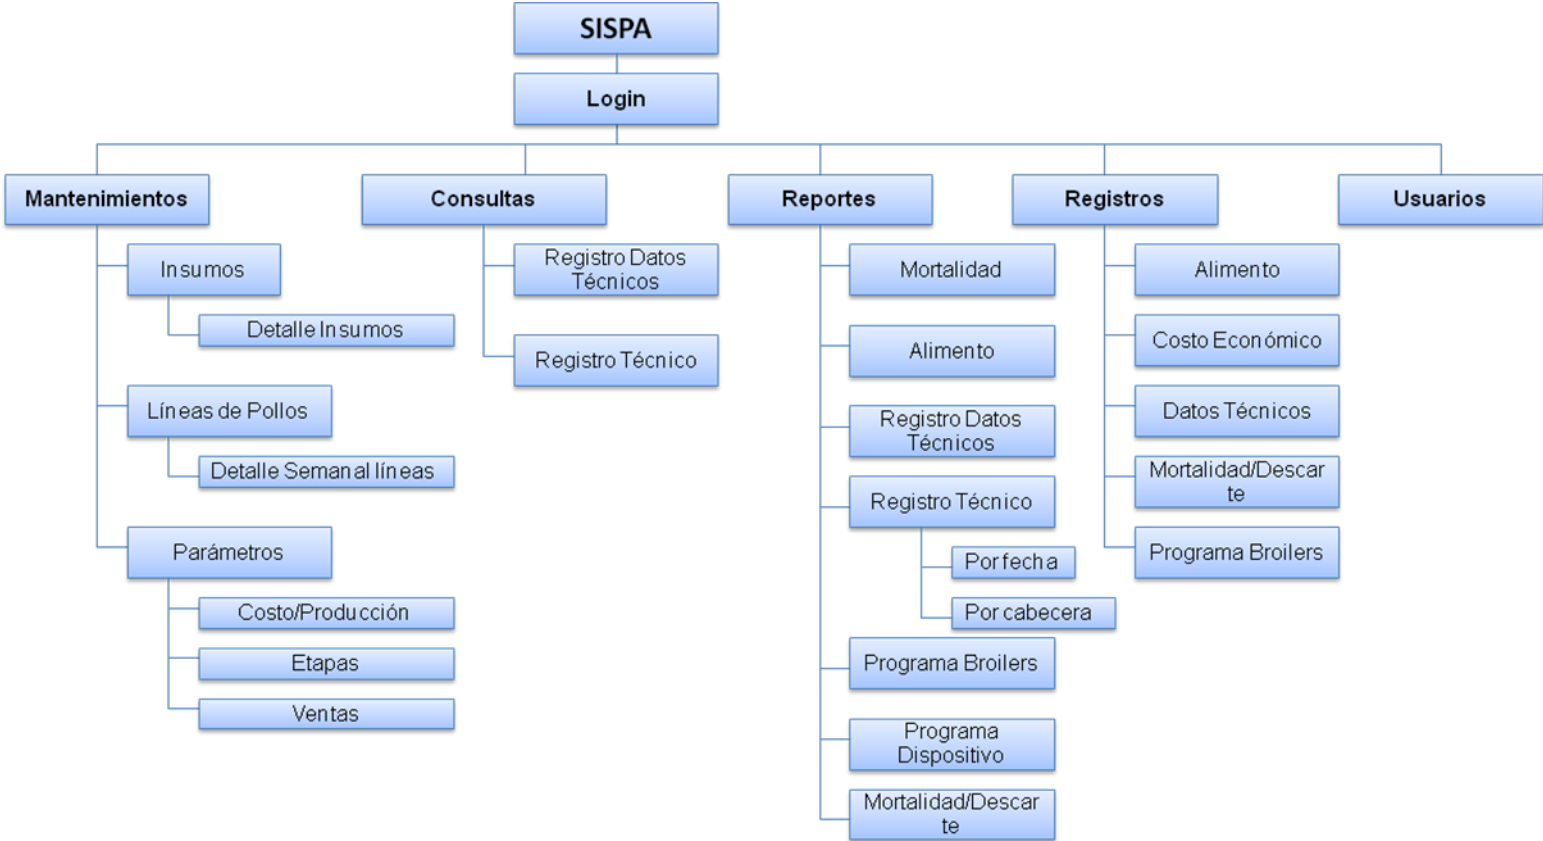 SISPA
Login
Mantenimientos
Consultas
Reportes
Registros
Usuarios
Insumos
Detalle Insumos
Líneas de Pollos
Detalle Semanal líneas
Parámetros
Costo/Producción
Etapas
Ventas
Registro Datos
Técnicos
Registro Técnico
Mortalidad
Alimento
Registro Datos
Técnicos
Registro Técnico
Por fecha
Por cabecera
Programa Broilers
Programa
Dispositivo
Mortalidad/Descar
te
Alimento
Costo Económico
Datos Técnicos
Mortalidad/Descar
te
Programa Broilers